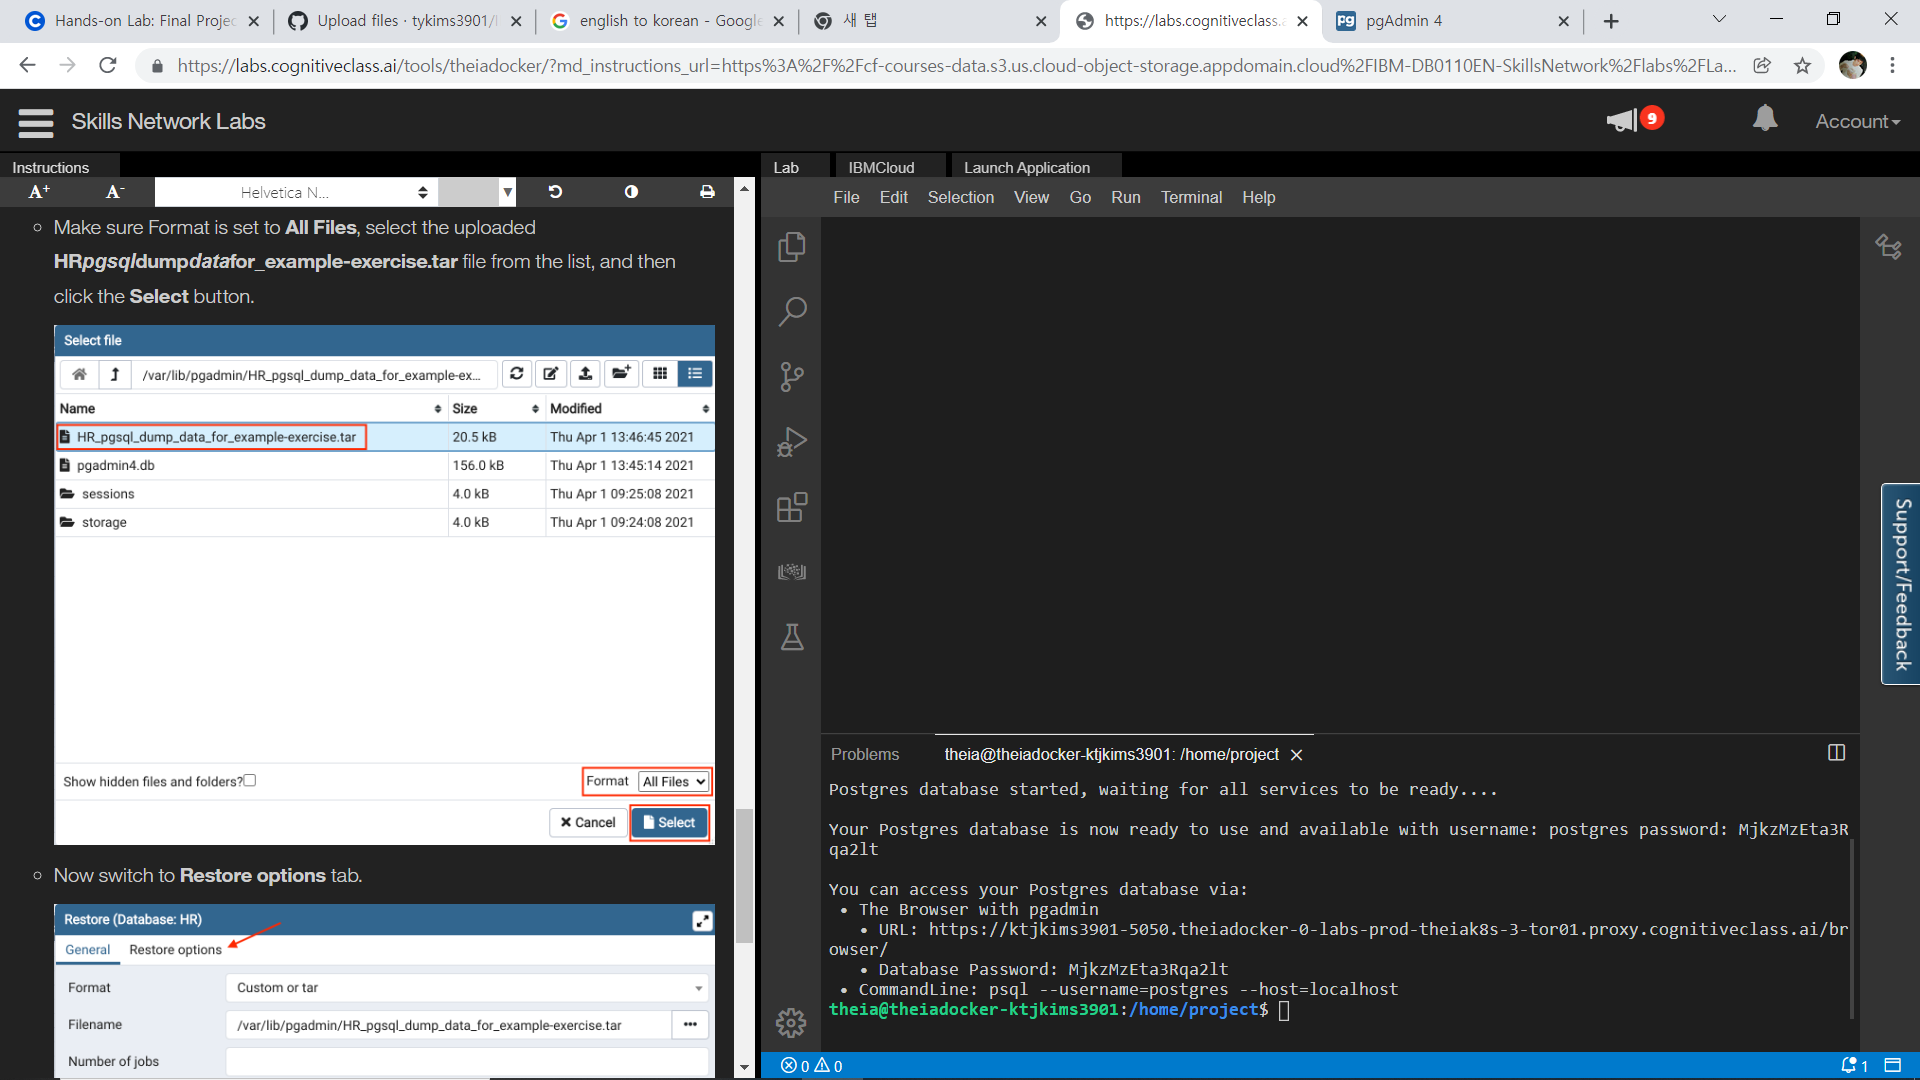 Hands-on Lab: Final Projec
Upload files · tykims3901/
english to korean - Google
새 탭
https://labs.cognitiveclass.a
pgAdmin 4
https://labs.cognitiveclass.ai/tools/theiadocker/?md_instructions_url=https%3A%2F%2Fcf-courses-data.s3.us.cloud-object-storage.appdomain.cloud%2FIBM-DB0110EN-SkillsNetwork%2Flabs%2FLa...
Skills Network Labs
9
Account
Instructions
A+
A-
Helvetica N...
Make sure Format is set to All Files, select the uploaded
HRpgsqldumpdatafor_example-exercise.tar file from the list, and then
click the Select button.
Select file
/var/lib/pgadmin/HR_pgsql_dump_data_for_example-ex...
Name Size Modified
HR_pgsql_dump_data_for_example-exercise.tar 20.5 kB Thu Apr 1 13:46:45 2021
pgadmin4.db 156.0 kB Thu Apr 1 13:45:14 2021
sessions 4.0 kB Thu Apr 1 09:25:08 2021
storage 4.0 kB Thu Apr 1 09:24:08 2021
Show hidden files and folders?
Format All Files
Cancel Select
Now switch to Restore options tab.
Restore (Database: HR)
General Restore options
Format Custom or tar
Filename /var/lib/pgadmin/HR_pgsql_dump_data_for_example-exercise.tar
Number of jobs
Lab IBMCloud Launch Application
File Edit Selection View Go Run Terminal Help
Problems theia@theiadocker-ktjkims3901: /home/project
Postgres database started, waiting for all services to be ready....
Your Postgres database is now ready to use and available with username: postgres password: MjkzMzEta3R
qa2lt
You can access your Postgres database via:
• The Browser with pgadmin
• URL: https://ktjkims3901-5050.theiadocker-0-labs-prod-theiak8s-3-tor01.proxy.cognitiveclass.ai/br
owser/
• Database Password: MjkzMzEta3Rqa2lt
• CommandLine: psql --username=postgres --host=localhost
theia@theiadocker-ktjkims3901:/home/project$
0 0
1
Support/Feedback